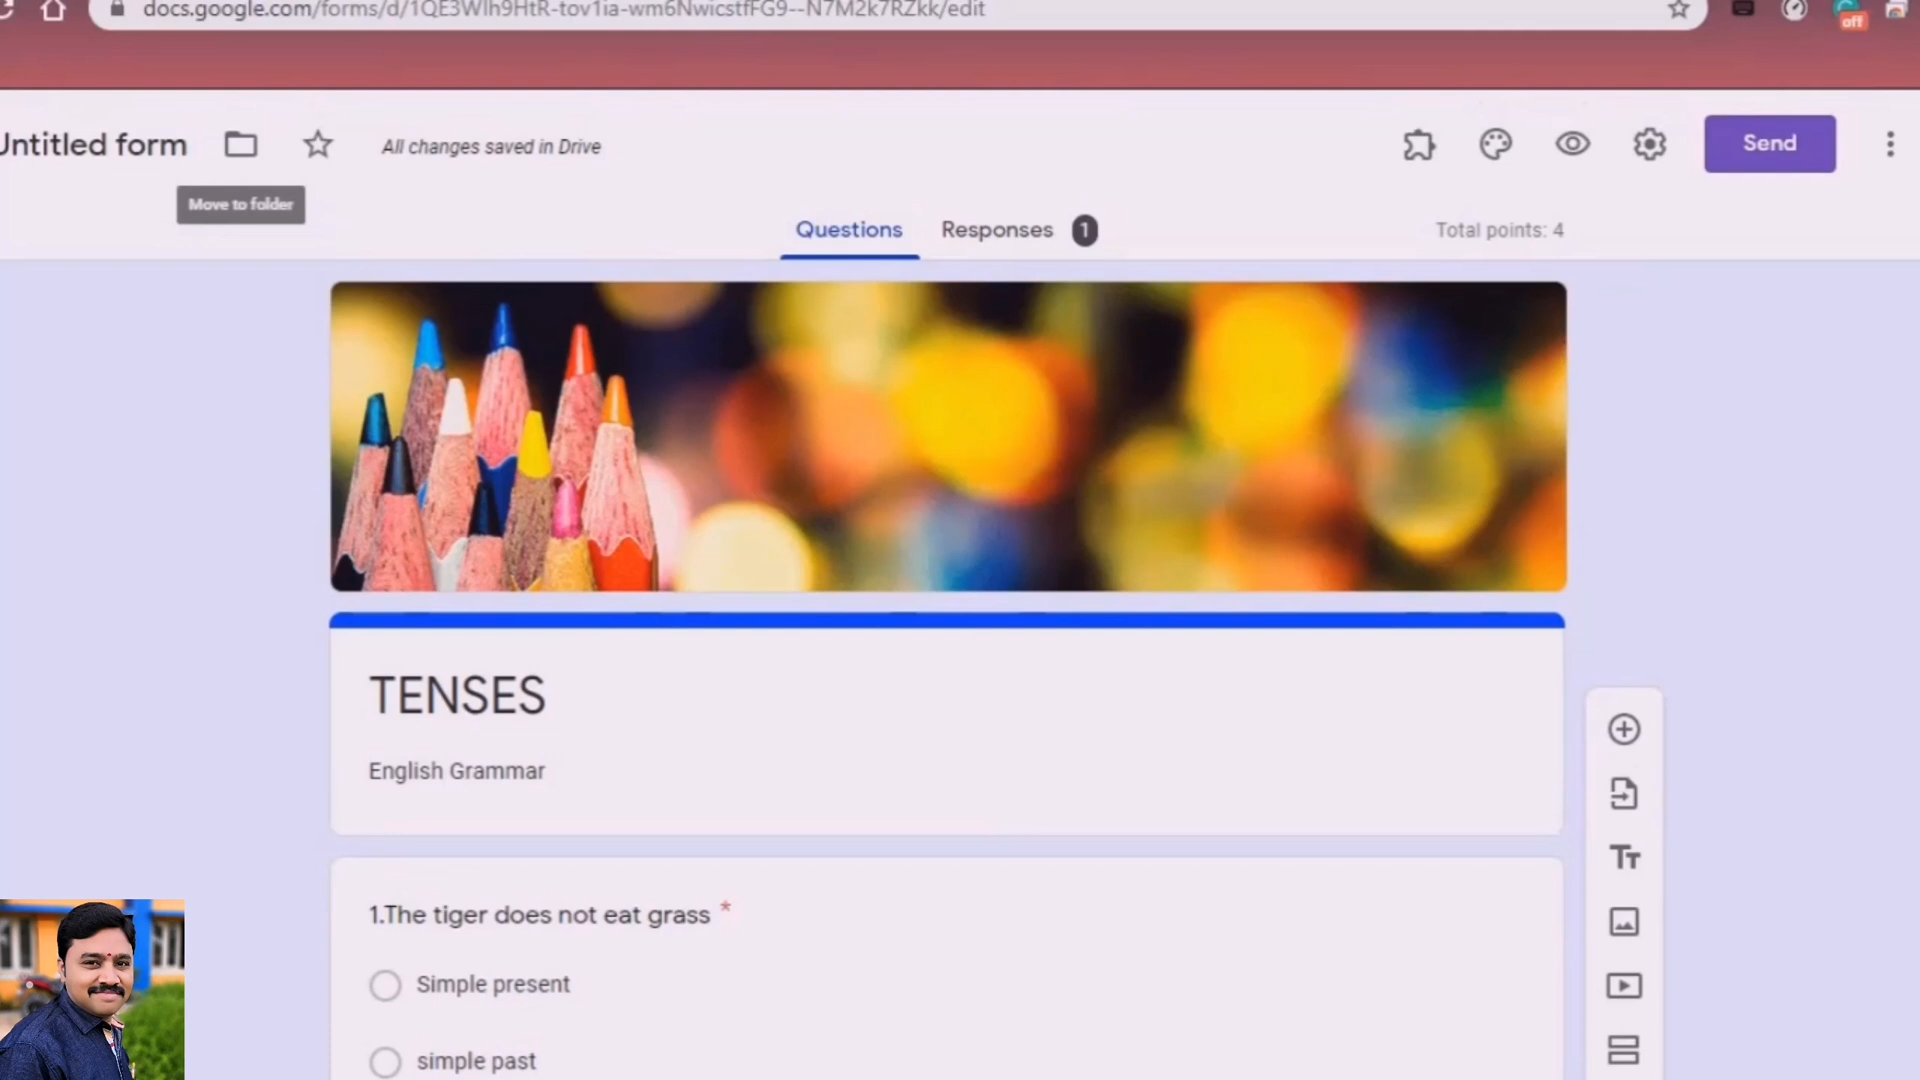 docs.google.com/forms/d/1QE3Wlh9HtR-tov1ia-wm6NwicstfFG9--N7M2k7RZkk/edit
off
Untitled form
All changes saved in Drive
Send
Move to folder
Questions
Responses
1
Total points: 4
TENSES
English Grammar
1.The tiger does not eat grass *
Simple present
simple past